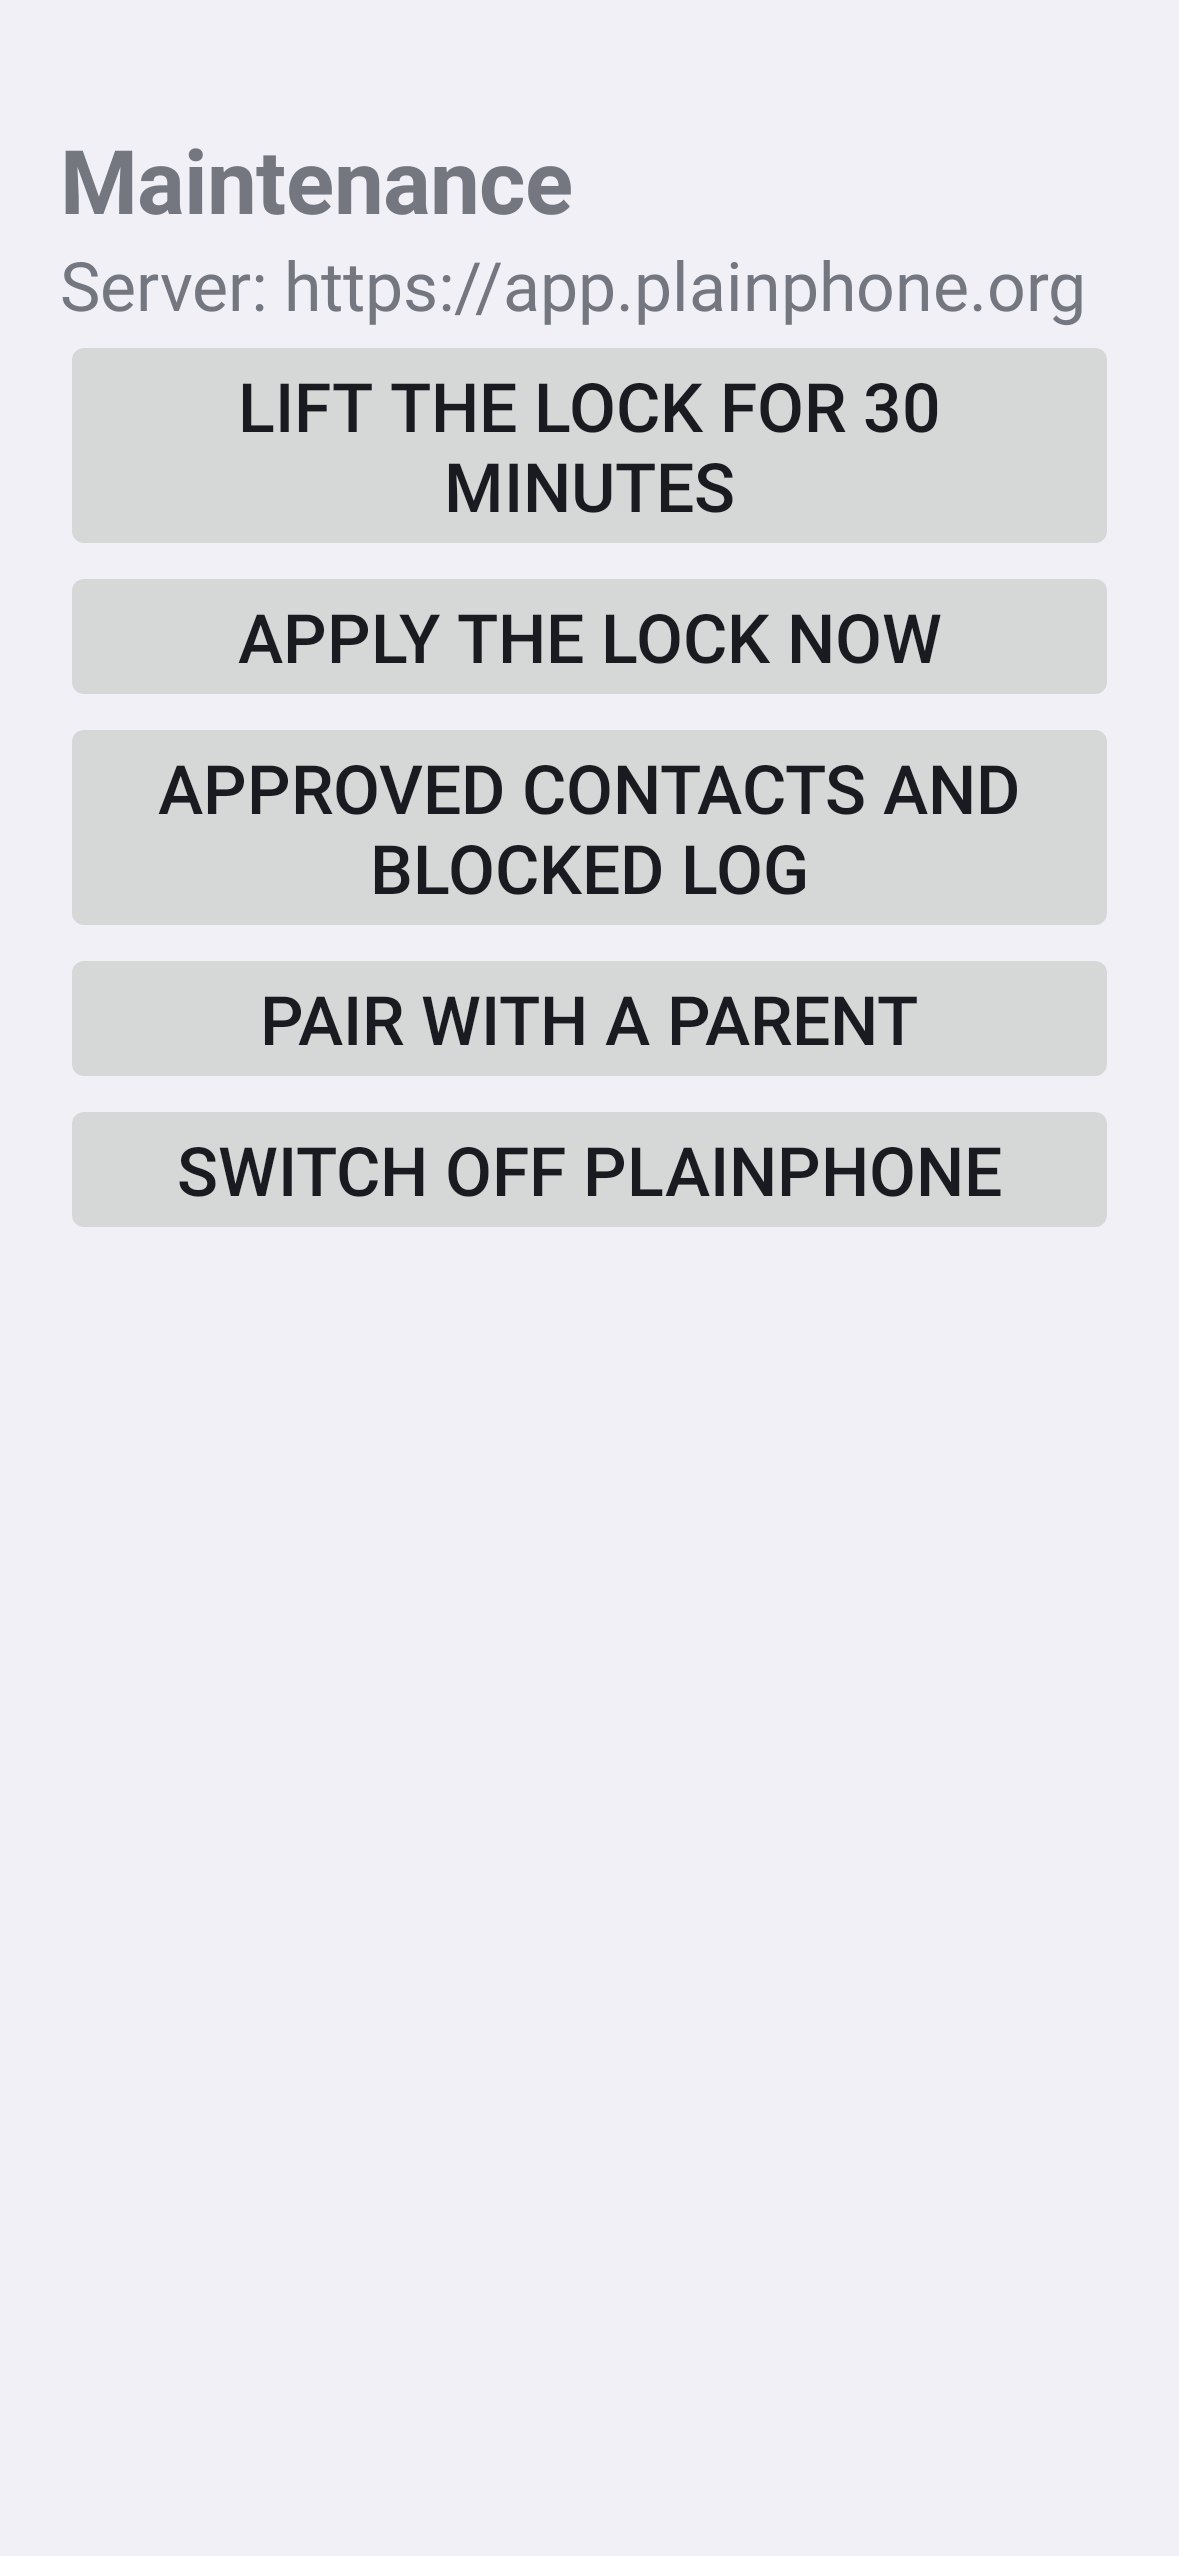 Maintenance
Server: https://app.plainphone.org
LIFT THE LOCK FOR 30
MINUTES
APPLY THE LOCK NOW
APPROVED CONTACTS AND
BLOCKED LOG
PAIR WITH A PARENT
SWITCH OFF PLAINPHONE